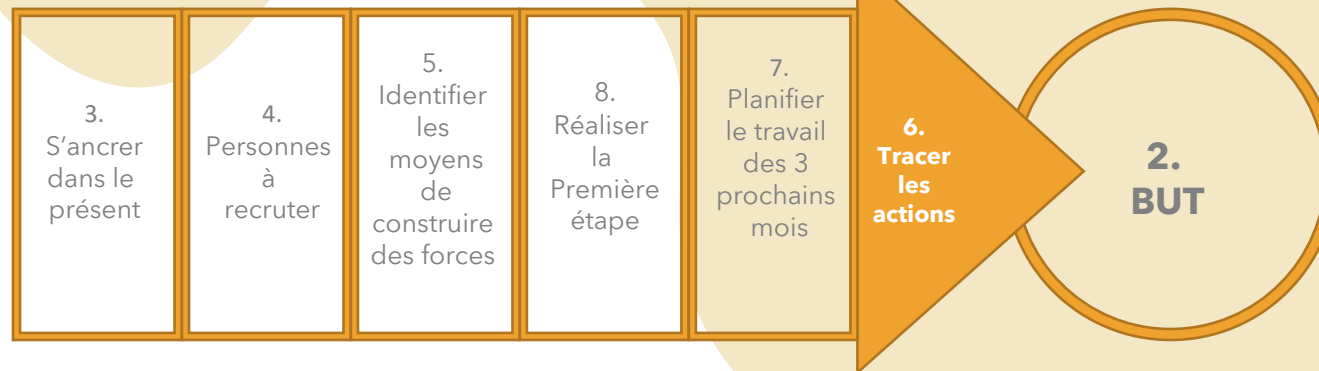 3.
S’ancrer
dans le
présent
4.
Personnes
à
recruter
5.
Identifier
les
moyens
de
construire
des forces
8.
Réaliser
la
Première
étape
7.
Planifier
le travail
des 3
prochains
mois
6.
Tracer
les
actions
2.
BUT